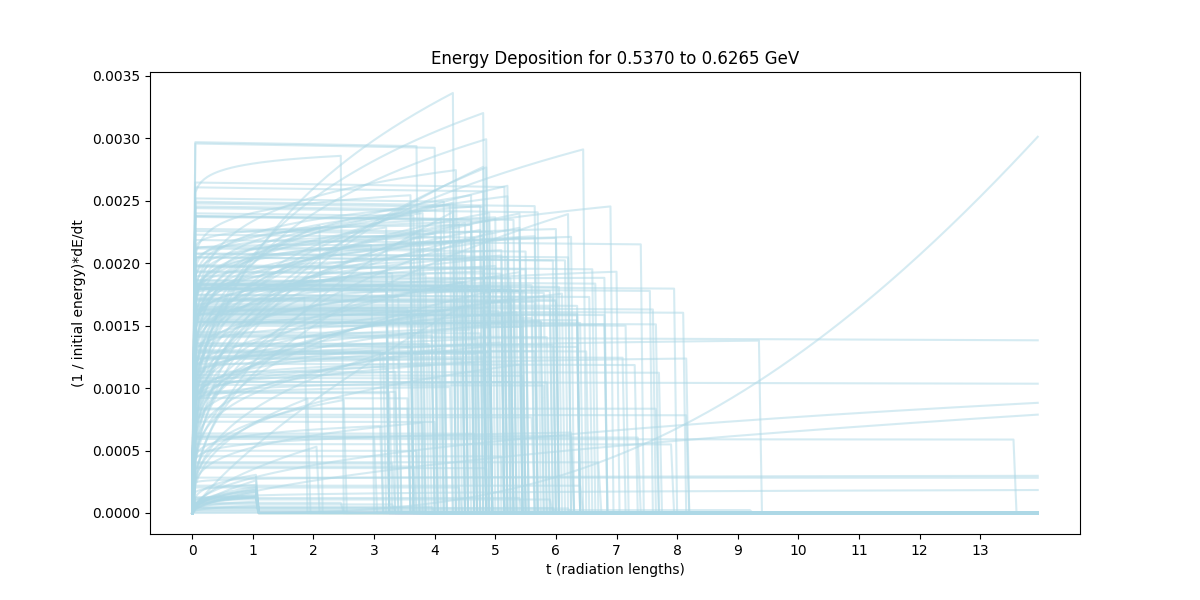 Energy Deposition for 0.5370 to 0.6265 GeV
(1 / initial energy)*dE/dt
0.0035
0.0030
0.0025
0.0020
0.0015
0.0010
0.0005
0.0000
0 1 2 3 4 5 6 7 8 9 10 11 12 13
t (radiation lengths)